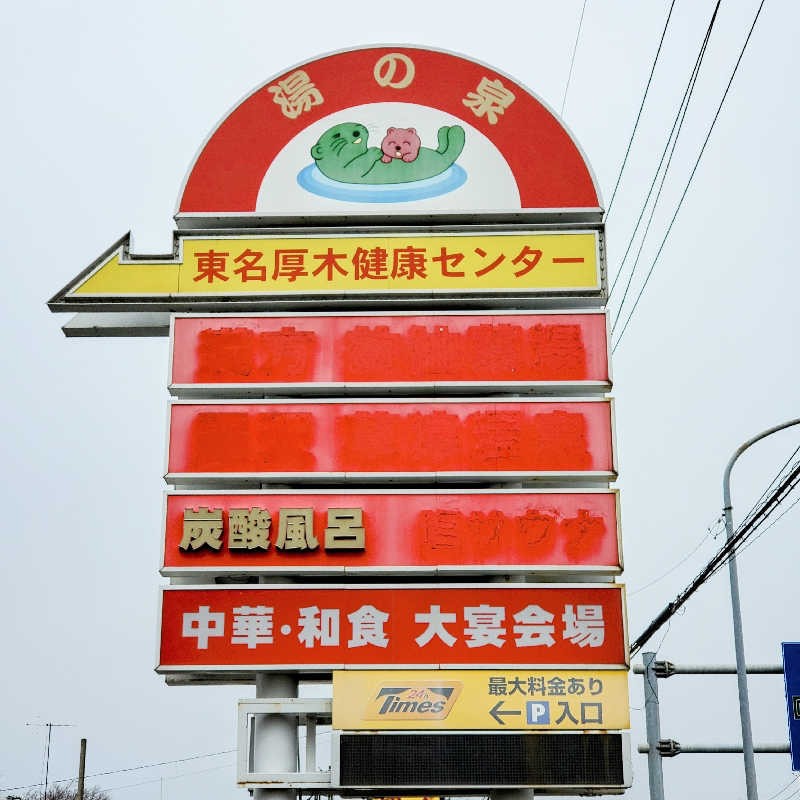 湯の泉
東名厚木健康センター
炭酸風呂
中華・和食 大宴会場
24h Times
最大料金あり
← P 入口